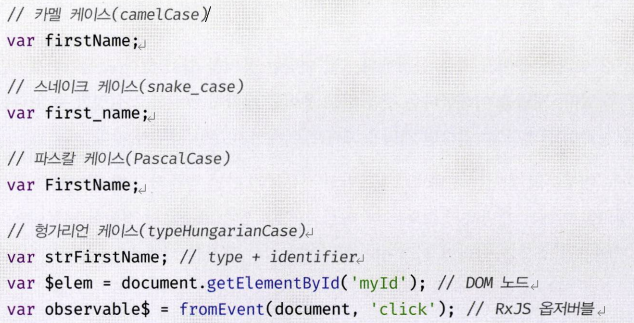 // 카멜 케이스(camelCase)
var firstName;
// 스네이크 케이스(snake_case)
var first_name;
// 파스칼 케이스(PascalCase)
var FirstName;
// 헝가리언 케이스(typeHungarianCase)
var strFirstName; // type + identifier
var $elem = document.getElementById('myId'); // DOM 노드
var observable$ = fromEvent(document, 'click'); // RxJS 옵저버블